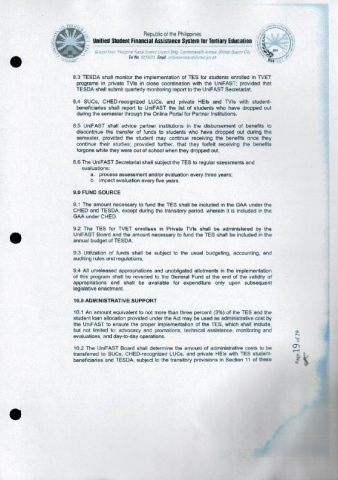 Republic of the Philippines
Unified Student Financial Assistance System for Tertiary Education
8.3 TESDA shall monitor the implementation of TES for students enrolled in TVET
programs in private TVIs in close coordination with the UniFAST; provided that
TESDA shall submit quarterly monitoring report to the UniFAST Secretariat.
8.4 SUCs, CHED-recognized LUCs, and private HEIs and TVIs with student-
beneficiaries shall report to UniFAST the list of students who have dropped out
during the semester through the Online Portal for Partner Institutions.
8.5 UniFAST shall advice partner institutions in the disbursement of benefits to
discontinue the transfer of funds to students who have dropped out during the
semester, provided the student may continue receiving the benefits once they
continue their studies; provided further, that they forfeit receiving the benefits
forgone while they were out of school when they dropped out.
8.6 The UniFAST Secretariat shall subject the TES to regular assessments and
evaluations:
a. process assessment and/or evaluation every three years;
b. impact evaluation every five years.
9.0 FUND SOURCE
9.1 The amount necessary to fund the TES shall be included in the GAA under the
CHED and TESDA, except during the transitory period, wherein it is included in the
GAA under CHED.
9.2 The TES for TVET enrollees in Private TVIs shall be administered by the
UniFAST Board and the amount necessary to fund the TES shall be included in the
annual budget of TESDA.
9.3 Utilization of funds shall be subject to the usual budgeting, accounting, and
auditing rules and regulations.
9.4 All unreleased appropriations and unobligated allotments in the implementation
of this program shall be reverted to the General Fund at the end of the validity of
appropriations and shall be available for expenditure only upon subsequent
legislative enactment.
10.0 ADMINISTRATIVE SUPPORT
10.1 An amount equivalent to not more than three percent (3%) of the TES and the
student loan allocation provided under the Act may be used as administrative cost by
the UniFAST to ensure the proper implementation of the TES, which shall include,
but not limited to advocacy and promotions, technical assistance, monitoring and
evaluations, and day-to-day operations.
10.2 The UniFAST Board shall determine the amount of administrative costs to be
transferred to SUCs, CHED-recognized LUCs, and private HEIs with TES student-
beneficiaries and TESDA, subject to the transitory provisions in Section 11 of these
Page 19 of 29